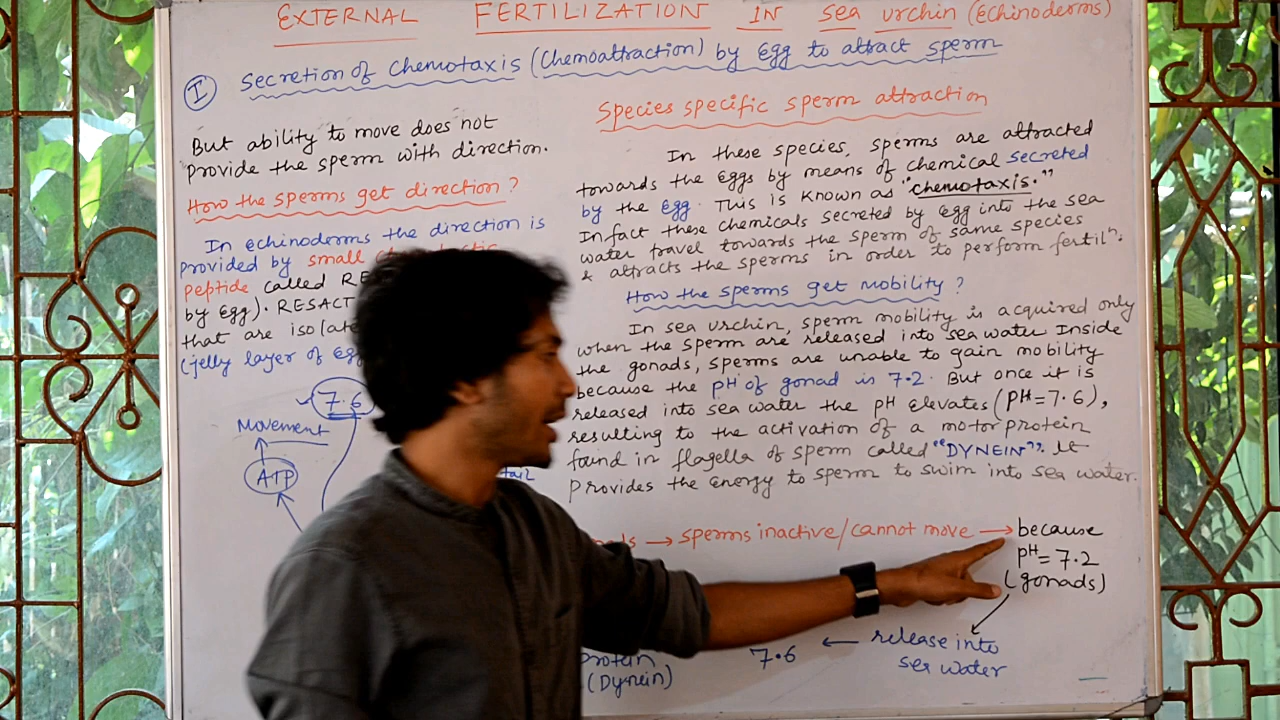 EXTERNAL FERTILIZATION IN sea urchin (Echinoderms)
I Secretion of Chemotaxis (Chemoattraction) by Egg to attract sperm
But ability to move does not
provide the sperm with direction.
How the sperms get direction ?
In echinoderms the direction is
provided by small
peptide called
by Egg). RESACT
that are
(jelly layer of
7.6
Movement
ATP
Species specific sperm attraction
In these species, sperms are attracted
towards the eggs by means of chemical secreted
by the egg. This is known as "chemotaxis."
Infact these chemicals secreted by egg into the sea
water travel towards the sperm of same species
& attracts the sperms in order to perform fertilⁿ.
How the sperms get mobility ?
In sea urchin, sperm mobility is acquired only
when the sperm are released into sea water Inside
the gonads, sperms are unable to gain mobility
because the pH of gonad is 7.2. But once it is
released into sea water the pH elevates (pH=7.6),
resulting to the activation of a motor protein
found in flagella of sperm called "DYNEIN". It
provides the energy to sperm to swim into sea water.
→ sperms inactive/cannot move → because
pH = 7.2
(gonads)
release into
sea water
← 7.6
protein
(Dynein)